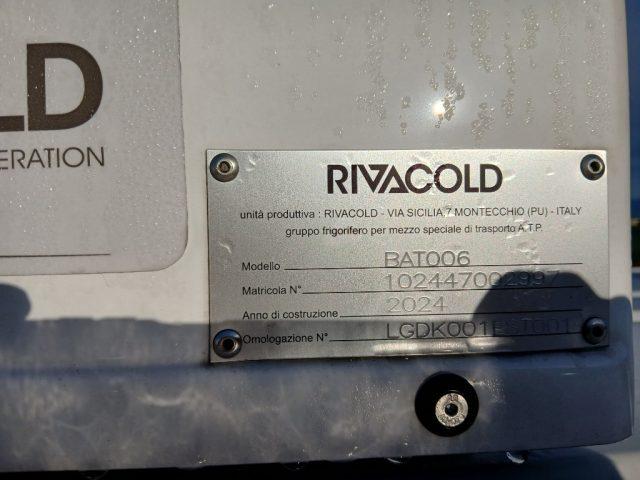 LD
ERATION
RIVACOLD
unità produttiva : RIVACOLD - VIA SICILIA,7 MONTECCHIO (PU) - ITALY
gruppo frigorifero per mezzo speciale di trasporto A.T.P.
Modello BAT006
Matricola N° 102447002997
Anno di costruzione 2024
Omologazione N°